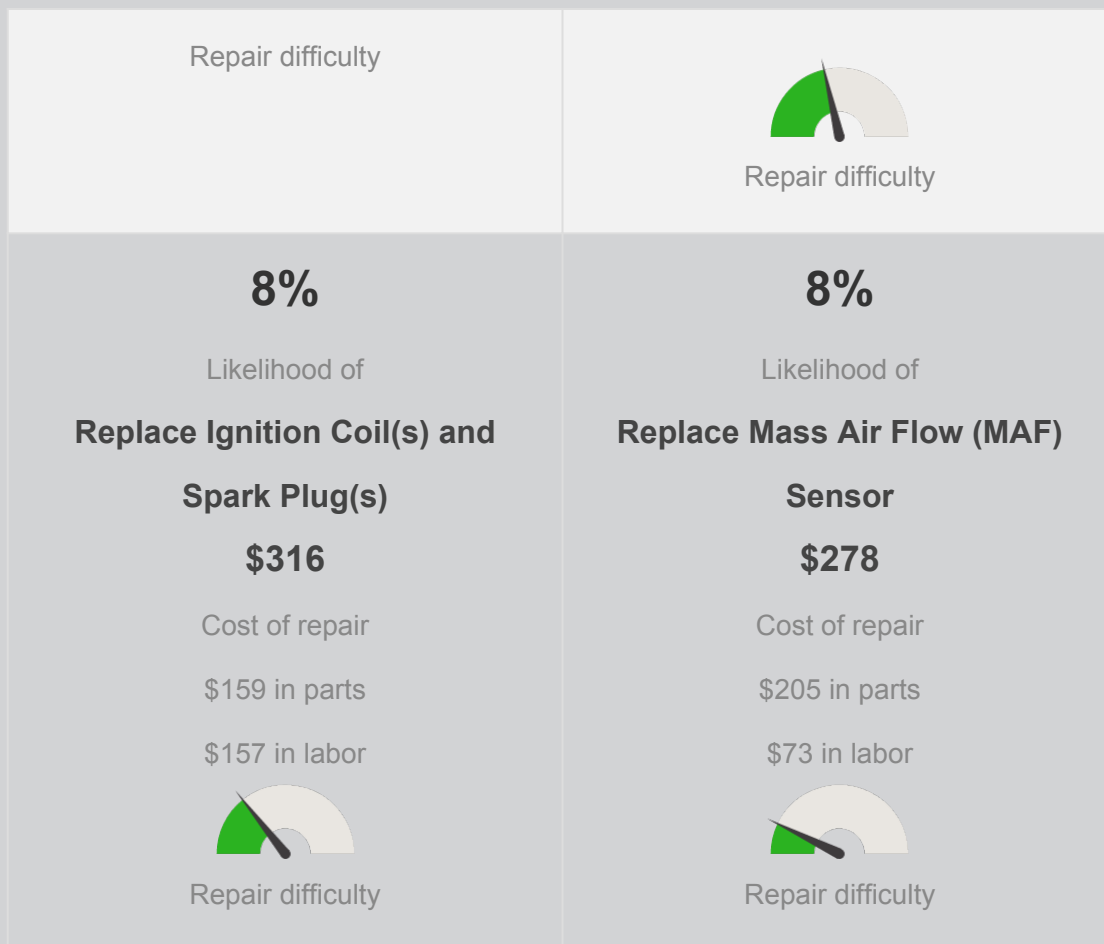 Repair difficulty
Repair difficulty
8%
Likelihood of
Replace Ignition Coil(s) and
Spark Plug(s)
$316
Cost of repair
$159 in parts
$157 in labor
Repair difficulty
8%
Likelihood of
Replace Mass Air Flow (MAF)
Sensor
$278
Cost of repair
$205 in parts
$73 in labor
Repair difficulty